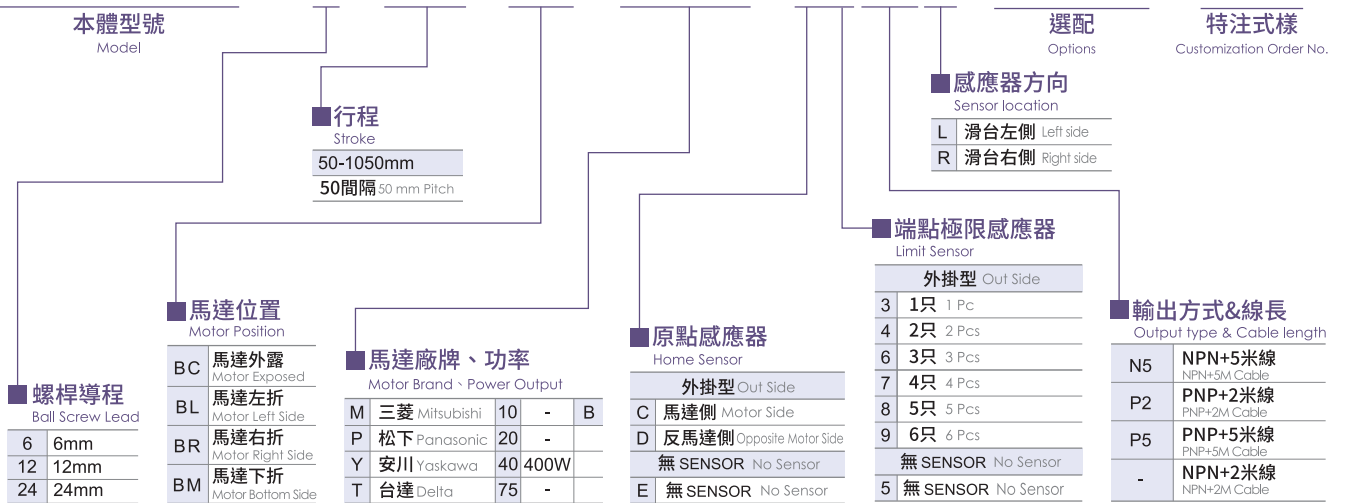 本體型號
Model
選配
Options
特注式樣
Customization Order No.
感應器方向
Sensor location
L 滑台左側 Left side
R 滑台右側 Right side
行程
Stroke
50-1050mm
50間隔 50 mm Pitch
螺桿導程
Ball Screw Lead
6 6mm
12 12mm
24 24mm
馬達位置
Motor Position
BC 馬達外露
Motor Exposed
BL 馬達左折
Motor Left Side
BR 馬達右折
Motor Right Side
BM 馬達下折
Motor Bottom Side
馬達廠牌、功率
Motor Brand、Power Output
M 三菱 Mitsubishi 10 - B
P 松下 Panasonic 20 -
Y 安川 Yaskawa 40 400W
T 台達 Delta 75 -
原點感應器
Home Sensor
外掛型 Out Side
C 馬達側 Motor Side
D 反馬達側 Opposite Motor Side
無 SENSOR No Sensor
E 無 SENSOR No Sensor
端點極限感應器
Limit Sensor
外掛型 Out Side
3 1只 1 Pc
4 2只 2 Pcs
6 3只 3 Pcs
7 4只 4 Pcs
8 5只 5 Pcs
9 6只 6 Pcs
無 SENSOR No Sensor
5 無 SENSOR No Sensor
輸出方式&線長
Output type & Cable length
N5 NPN+5米線
NPN+5M Cable
P2 PNP+2米線
PNP+2M Cable
P5 PNP+5米線
PNP+5M Cable
- NPN+2米線
NPN+2M Cable